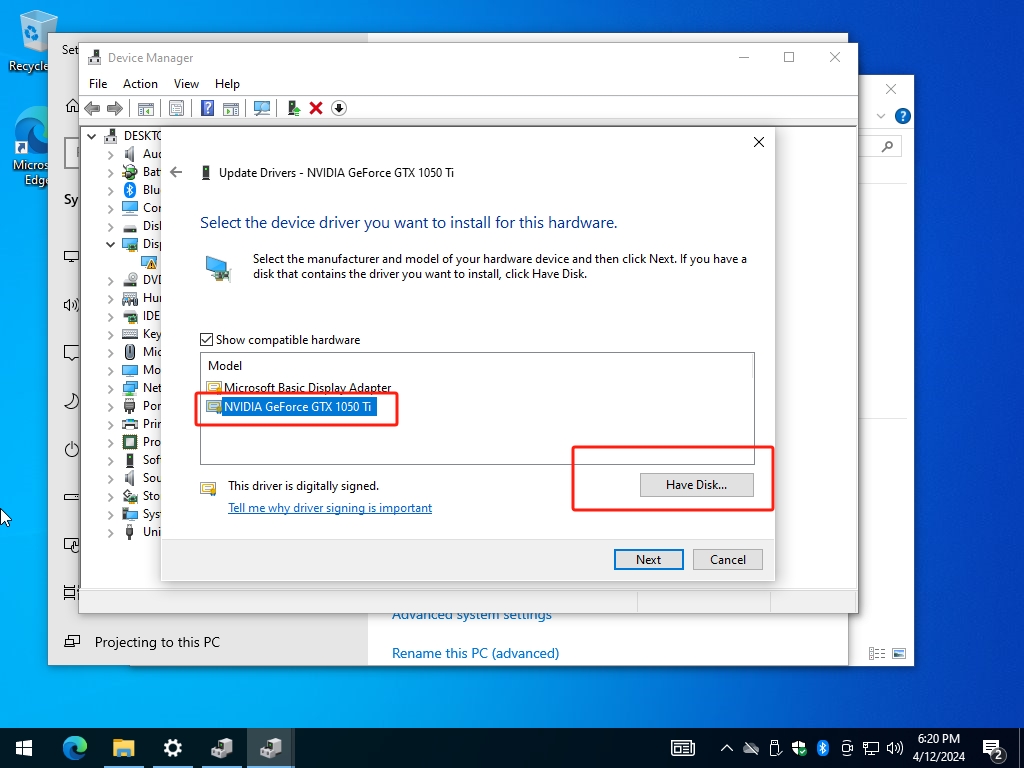 Recycle
Micros
Edge
Set
Sy
Device Manager
File Action View Help
DESKTO
Aud
Bat
Blu
Cor
Disk
Disp
DVD
Hur
IDE
Key
Mic
Mo
Net
Por
Prin
Pro
Soft
Sou
Sto
Sys
Uni
Update Drivers - NVIDIA GeForce GTX 1050 Ti
Select the device driver you want to install for this hardware.
Select the manufacturer and model of your hardware device and then click Next. If you have a
disk that contains the driver you want to install, click Have Disk.
Show compatible hardware
Model
Microsoft Basic Display Adapter
NVIDIA GeForce GTX 1050 Ti
This driver is digitally signed.
Have Disk...
Tell me why driver signing is important
Next Cancel
Advanced system settings
Projecting to this PC
Rename this PC (advanced)
6:20 PM
4/12/2024
2